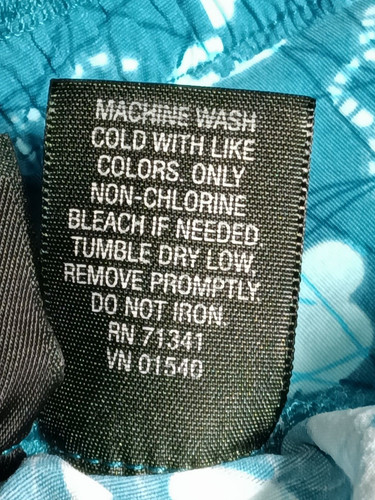 MACHINE WASH
COLD WITH LIKE
COLORS. ONLY
NON-CHLORINE
BLEACH IF NEEDED.
TUMBLE DRY LOW,
REMOVE PROMPTLY.
DO NOT IRON.
RN 71341
VN 01540